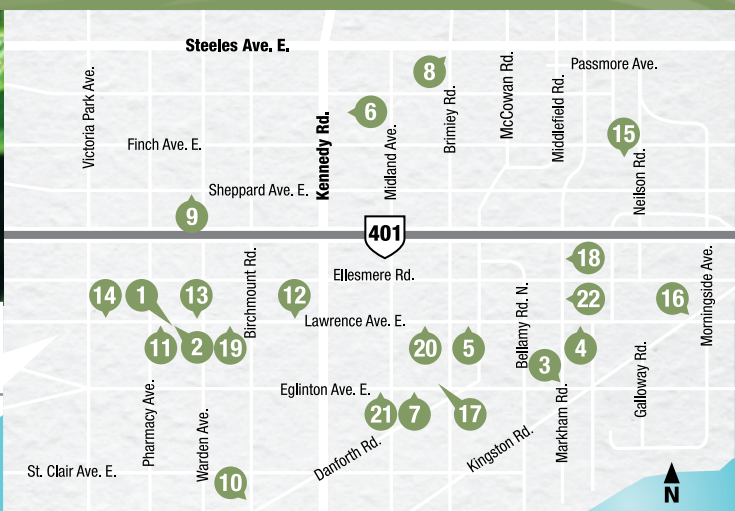 Steeles Ave. E.
8
Passmore Ave.
Victoria Park Ave.
Kennedy Rd.
6
Midland Ave.
Brimley Rd.
McCowan Rd.
Middlefield Rd.
15
Finch Ave. E.
Neilson Rd.
Sheppard Ave. E.
9
401
Birchmount Rd.
Ellesmere Rd.
18
Morningside Ave.
14
1
13
12
22
16
Lawrence Ave. E.
Bellamy Rd. N.
11
2
19
20
5
3
4
Galloway Rd.
Pharmacy Ave.
Warden Ave.
Eglinton Ave. E.
21
7
17
Markham Rd.
Danforth Rd.
Kingston Rd.
St. Clair Ave. E.
10
N